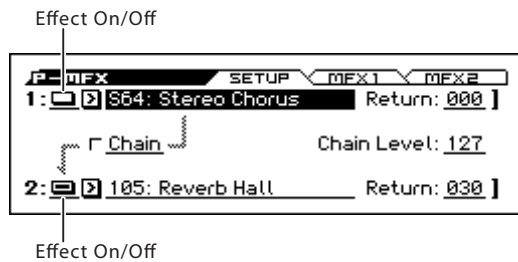 Effect On/Off
P-MFX SETUP MFX1 MFX2
1: S64: Stereo Chorus Return: 000 ]
Chain Chain Level: 127
2: 105: Reverb Hall Return: 030 ]
Effect On/Off